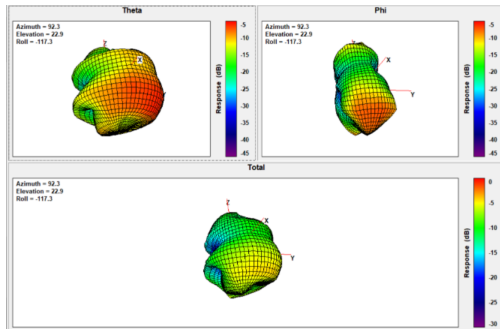 Theta
Azimuth = 92.3
Elevation = 22.9
Roll = -117.3
Z
X
Response (dB)
-5
-10
-15
-20
-25
-30
-35
-40
-45
Phi
Azimuth = 92.3
Elevation = 22.9
Roll = -117.3
X
Y
Response (dB)
-5
-10
-15
-20
-25
-30
-35
-40
-45
Total
Azimuth = 92.3
Elevation = 22.9
Roll = -117.3
Z
X
Y
Response (dB)
0
-5
-10
-15
-20
-25
-30